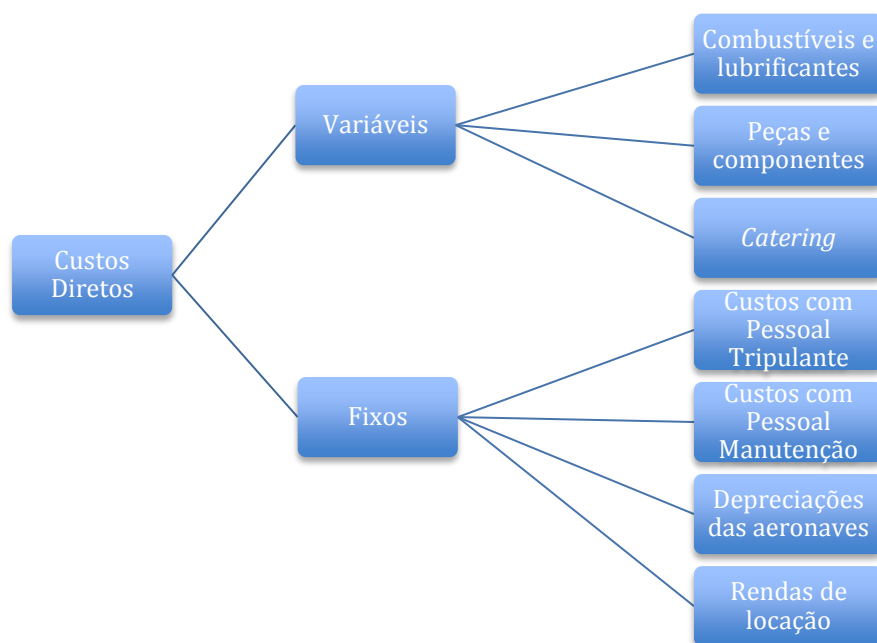 Custos
Diretos
Variáveis
Combustíveis e
lubrificantes
Peças e
componentes
Catering
Fixos
Custos com
Pessoal
Tripulante
Custos com
Pessoal
Manutenção
Depreciações
das aeronaves
Rendas de
locação